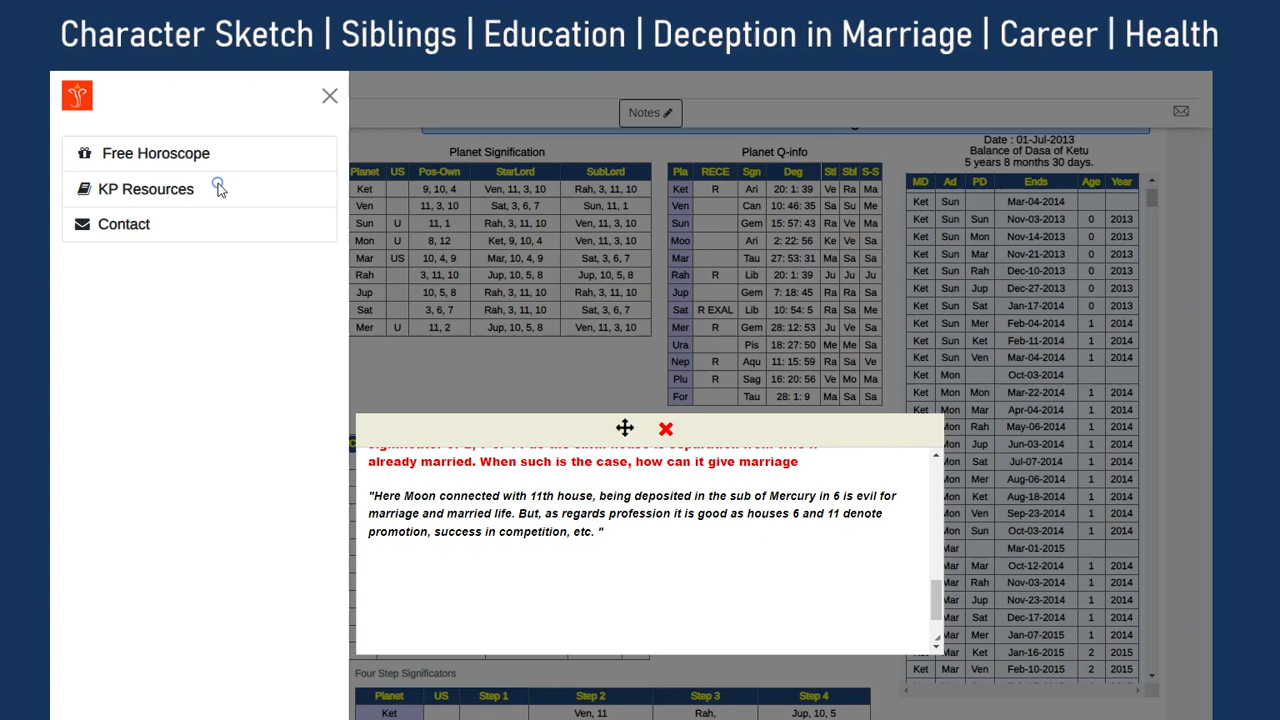 Character Sketch | Siblings | Education | Deception in Marriage | Career | Health
Free Horoscope
KP Resources
Contact
Notes
Planet Signification
Planet US Pos-Own StarLord SubLord
Ket 9, 10, 4 Ven, 11, 3, 10 Rah, 3, 11, 10
Ven 11, 3, 10 Sat, 3, 6, 7 Sun, 11, 1
Sun U 11, 1 Rah, 3, 11, 10 Ven, 11, 3, 10
Mon U 8, 12 Ket, 9, 10, 4 Ven, 11, 3, 10
Mar US 10, 4, 9 Mar, 10, 4, 9 Sat, 3, 6, 7
Rah 3, 11, 10 Jup, 10, 5, 8 Jup, 10, 5, 8
Jup 10, 5, 8 Rah, 3, 11, 10 Rah, 3, 11, 10
Sat 3, 6, 7 Rah, 3, 11, 10 Sat, 3, 6, 7
Mer U 11, 2 Jup, 10, 5, 8 Ven, 11, 3, 10
Planet Q-info
Pla RECE Sgn Deg Stl Sbl S-S
Ket R Ari 20: 1: 39 Ve Ra Ma
Ven Can 10: 46: 35 Sa Su Me
Sun Gem 15: 57: 43 Ra Ve Sa
Moo Ari 2: 22: 56 Ke Ve Sa
Mar Tau 27: 53: 31 Ma Sa Sa
Rah R Lib 20: 1: 39 Ju Ju Ju
Jup Gem 7: 18: 45 Ra Ra Sa
Sat R EXAL Lib 10: 54: 5 Ra Sa Me
Mer R Gem 28: 12: 53 Ju Ve Sa
Ura Pis 18: 27: 50 Me Me Sa
Nep R Aqu 11: 15: 59 Ra Sa Ve
Plu R Sag 16: 20: 56 Ve Mo Ma
For Tau 28: 1: 9 Ma Sa Sa
Date : 01-Jul-2013
Balance of Dasa of Ketu
5 years 8 months 30 days.
MD Ad PD Ends Age Year
Ket Sun Mar-04-2014
Ket Sun Sun Nov-03-2013 0 2013
Ket Sun Mon Nov-14-2013 0 2013
Ket Sun Mar Nov-21-2013 0 2013
Ket Sun Rah Dec-10-2013 0 2013
Ket Sun Jup Dec-27-2013 0 2013
Ket Sun Sat Jan-17-2014 0 2013
Ket Sun Mer Feb-04-2014 1 2014
Ket Sun Ket Feb-11-2014 1 2014
Ket Sun Ven Mar-04-2014 1 2014
Ket Mon Oct-03-2014
Ket Mon Mon Mar-22-2014 1 2014
Ket Mon Mar Apr-04-2014 1 2014
Mon Rah May-06-2014 1 2014
Mon Jup Jun-03-2014 1 2014
Mon Sat Jul-07-2014 1 2014
Mon Mer Aug-06-2014 1 2014
Mon Ket Aug-18-2014 1 2014
Mon Ven Sep-23-2014 1 2014
Mon Sun Oct-03-2014 1 2014
Mar Mar-01-2015
Mar Mar Oct-12-2014 1 2014
Mar Rah Nov-03-2014 1 2014
Mar Jup Nov-23-2014 1 2014
Mar Sat Dec-17-2014 1 2014
Mar Mer Jan-07-2015 1 2014
Mar Ket Jan-16-2015 2 2015
Mar Ven Feb-10-2015 2 2015
already married. When such is the case, how can it give marriage
"Here Moon connected with 11th house, being deposited in the sub of Mercury in 6 is evil for
marriage and married life. But, as regards profession it is good as houses 6 and 11 denote
promotion, success in competition, etc. "
Four Step Significators
Planet US Step 1 Step 2 Step 3 Step 4
Ket Ven, 11 Rah, Jup, 10, 5